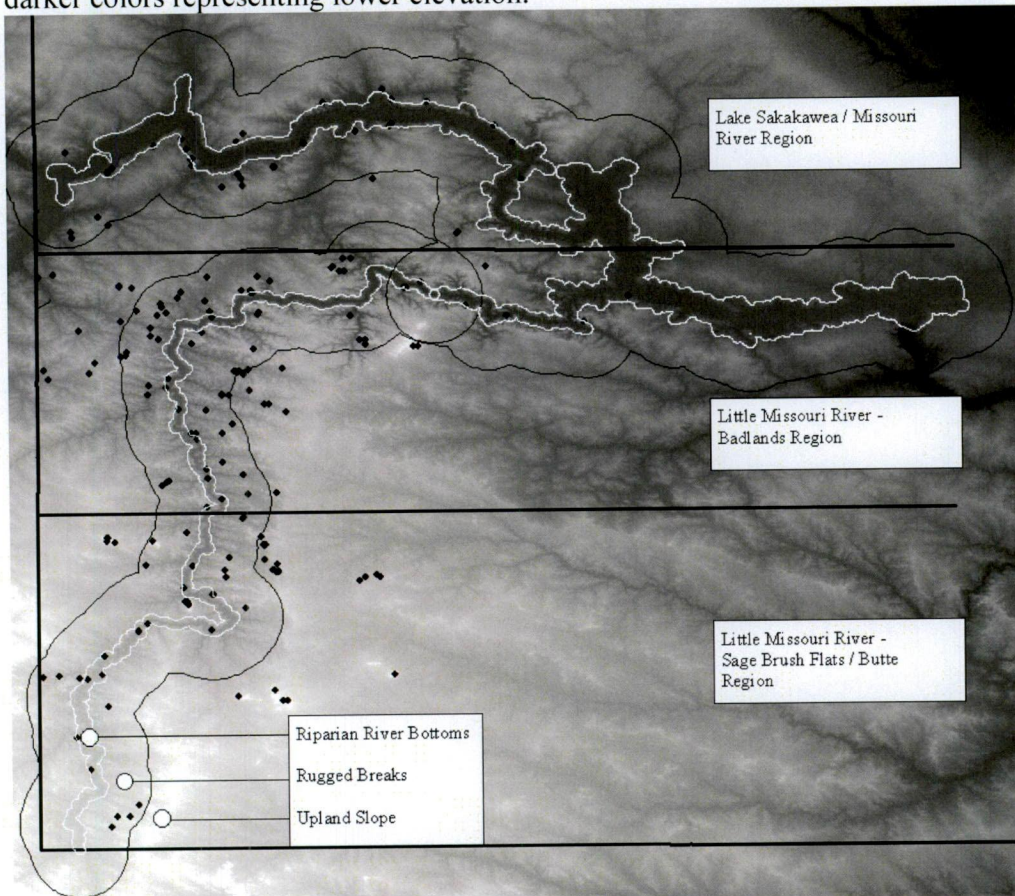 darker colors representing lower elevation.
Lake Sakakawea / Missouri
River Region
Little Missouri River -
Badlands Region
Little Missouri River -
Sage Brush Flats / Butte
Region
Riparian River Bottoms
Rugged Breaks
Upland Slope